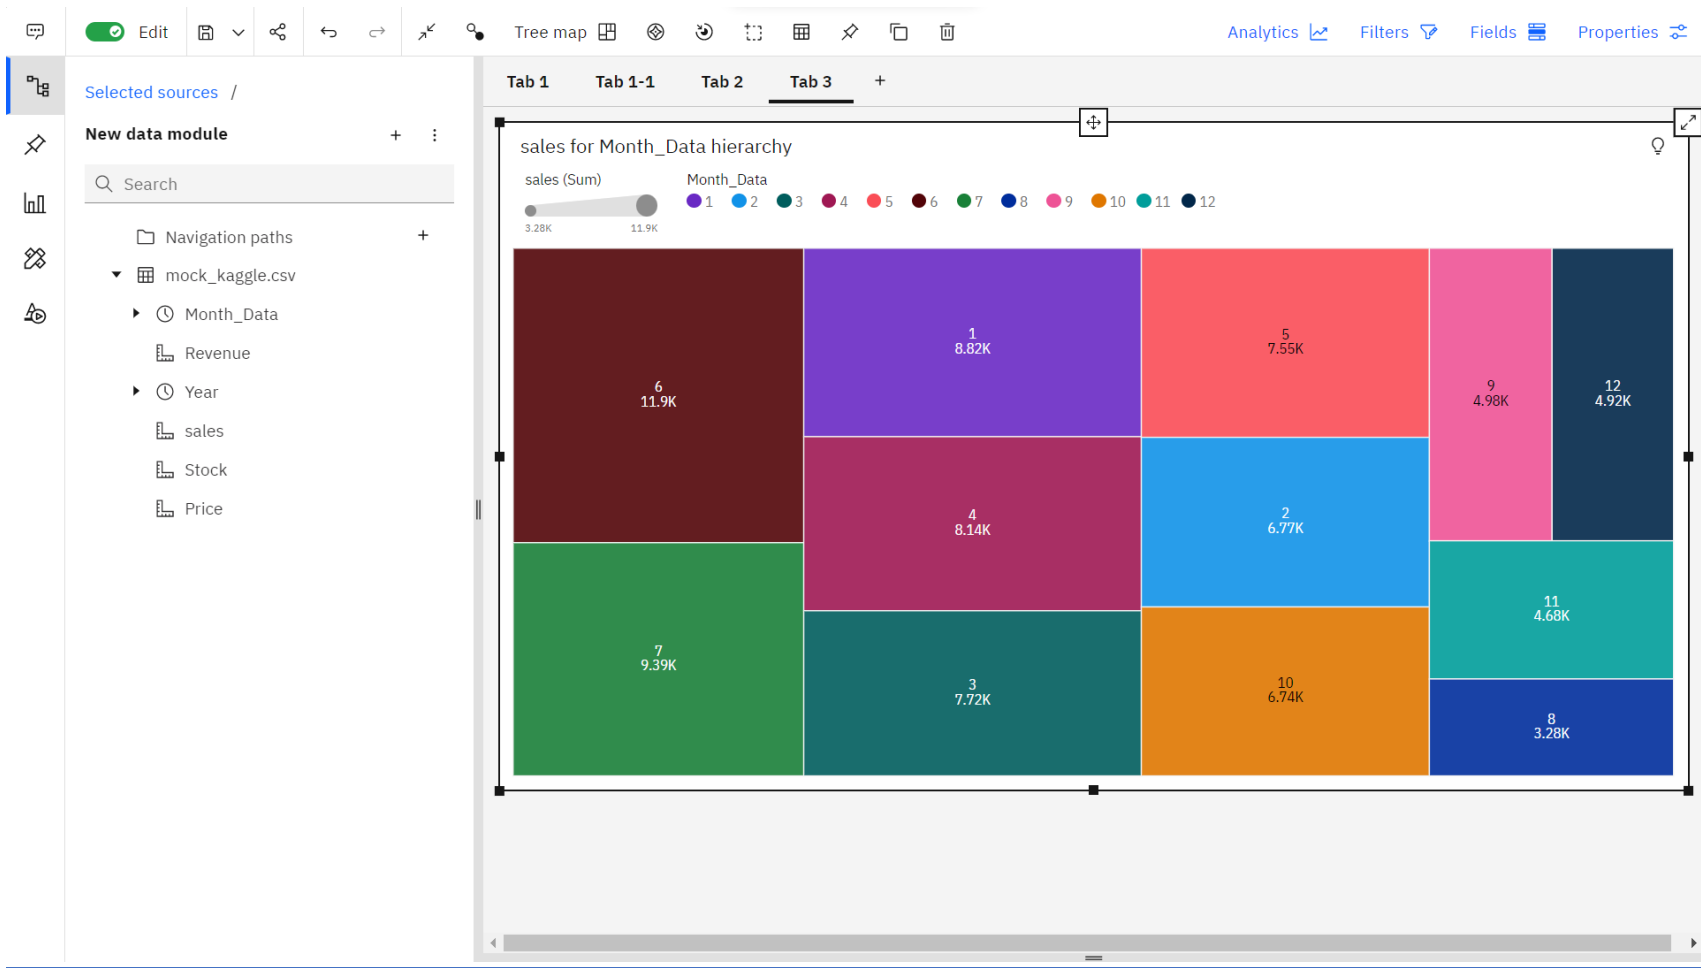 Edit
Tree map
Analytics
Filters
Fields
Properties
Selected sources /
New data module
Search
Navigation paths
mock_kaggle.csv
Month_Data
Revenue
Year
sales
Stock
Price
Tab 1
Tab 1-1
Tab 2
Tab 3
sales for Month_Data hierarchy
sales (Sum)
3.28K
11.9K
Month_Data
1 2 3 4 5 6 7 8 9 10 11 12
6
11.9K
7
9.39K
1
8.82K
4
8.14K
3
7.72K
5
7.55K
2
6.77K
10
6.74K
9
4.98K
12
4.92K
11
4.68K
8
3.28K